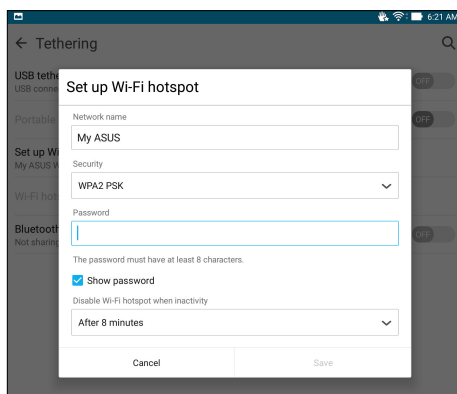 6:21 AM
Tethering
USB tethe
USB conne
OFF
Portable
OFF
Set up Wi
My ASUS W
Wi-Fi hot
Bluetooth
Not sharing
OFF
Set up Wi-Fi hotspot
Network name
My ASUS
Security
WPA2 PSK
Password
The password must have at least 8 characters.
Show password
Disable Wi-Fi hotspot when inactivity
After 8 minutes
Cancel
Save